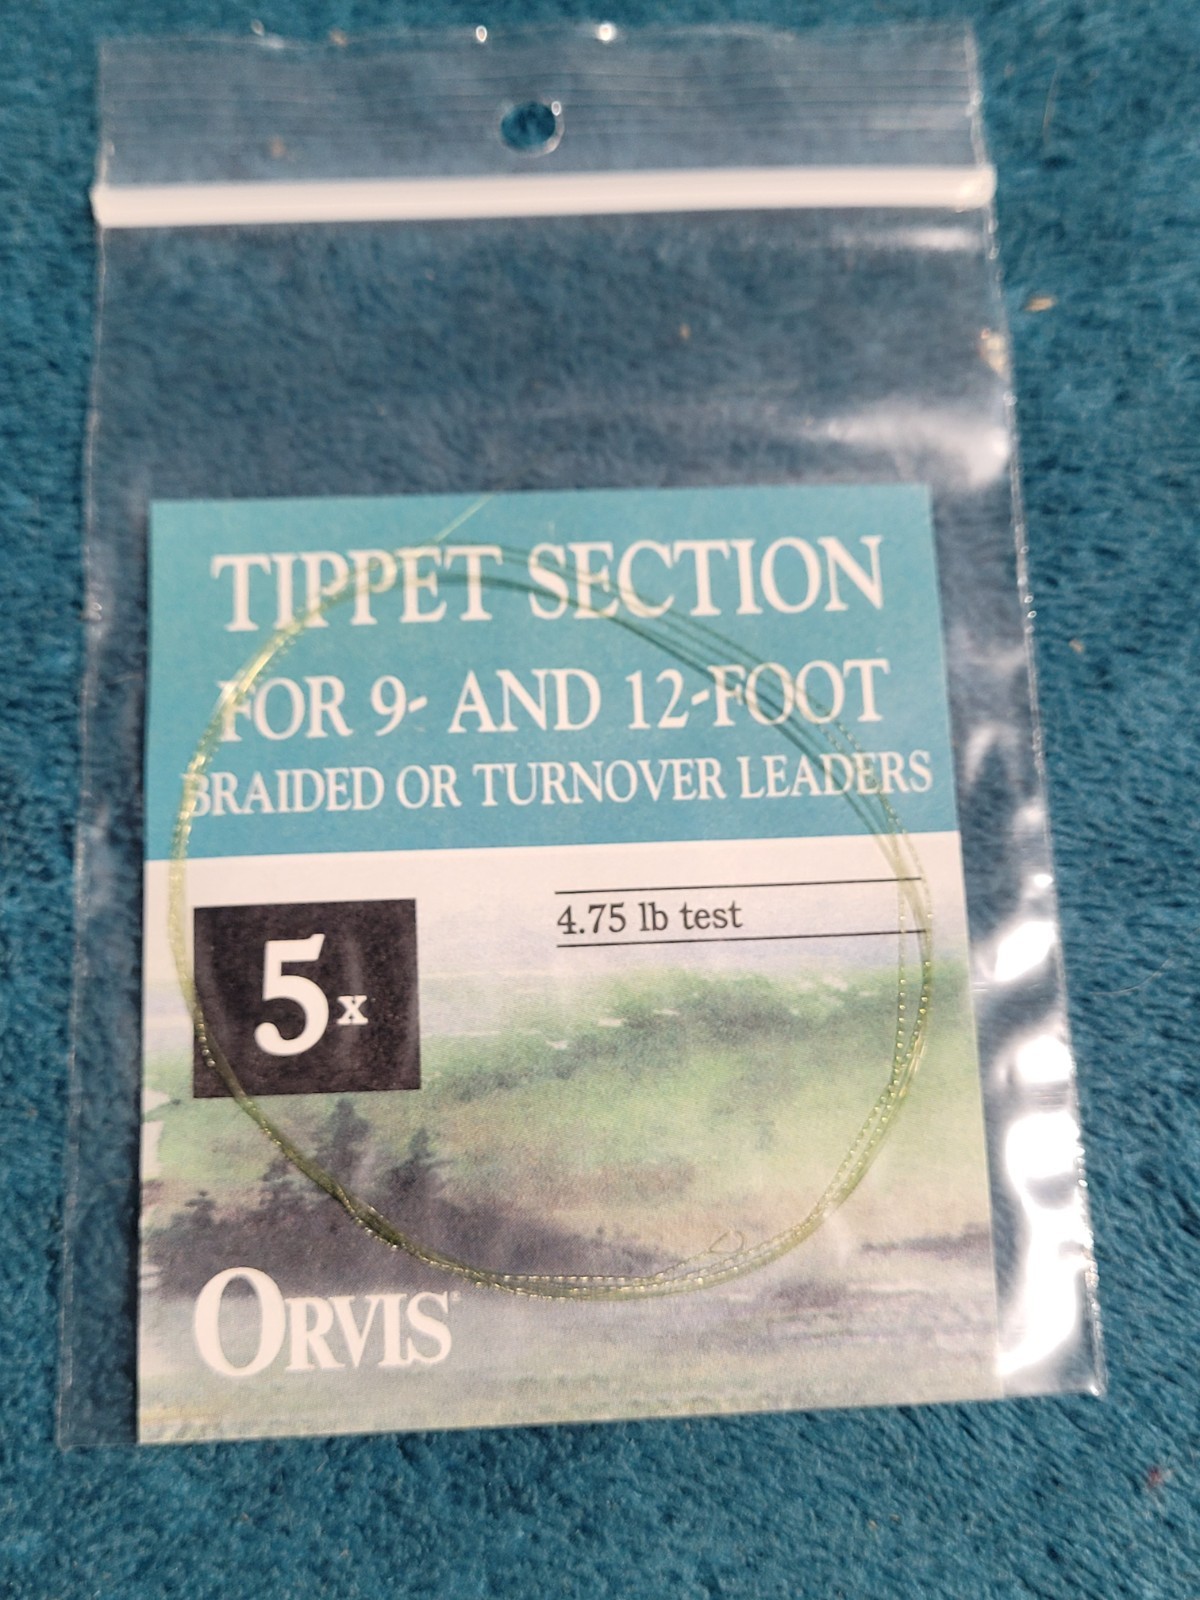 TIPPET SECTION
FOR 9- AND 12-FOOT
BRAIDED OR TURNOVER LEADERS
4.75 lb test
5x
ORVIS